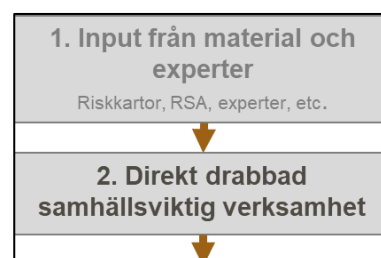 1. Input från material och
experter
Riskkartor, RSA, experter, etc.
2. Direkt drabbad
samhällsviktig verksamhet